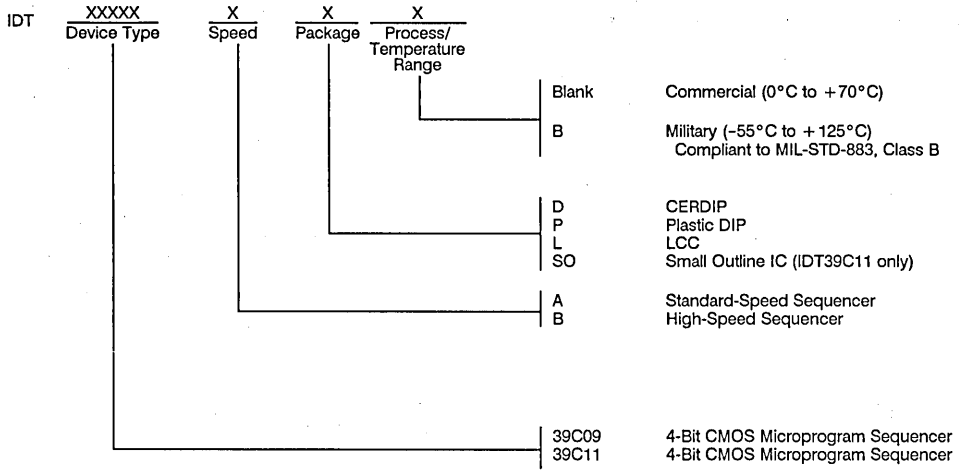 IDT XXXXX X X X
Device Type Speed Package Process/
Temperature
Range
Blank Commercial (0°C to +70°C)
B Military (–55°C to +125°C)
Compliant to MIL-STD-883, Class B
D CERDIP
P Plastic DIP
L LCC
SO Small Outline IC (IDT39C11 only)
A Standard-Speed Sequencer
B High-Speed Sequencer
39C09 4-Bit CMOS Microprogram Sequencer
39C11 4-Bit CMOS Microprogram Sequencer